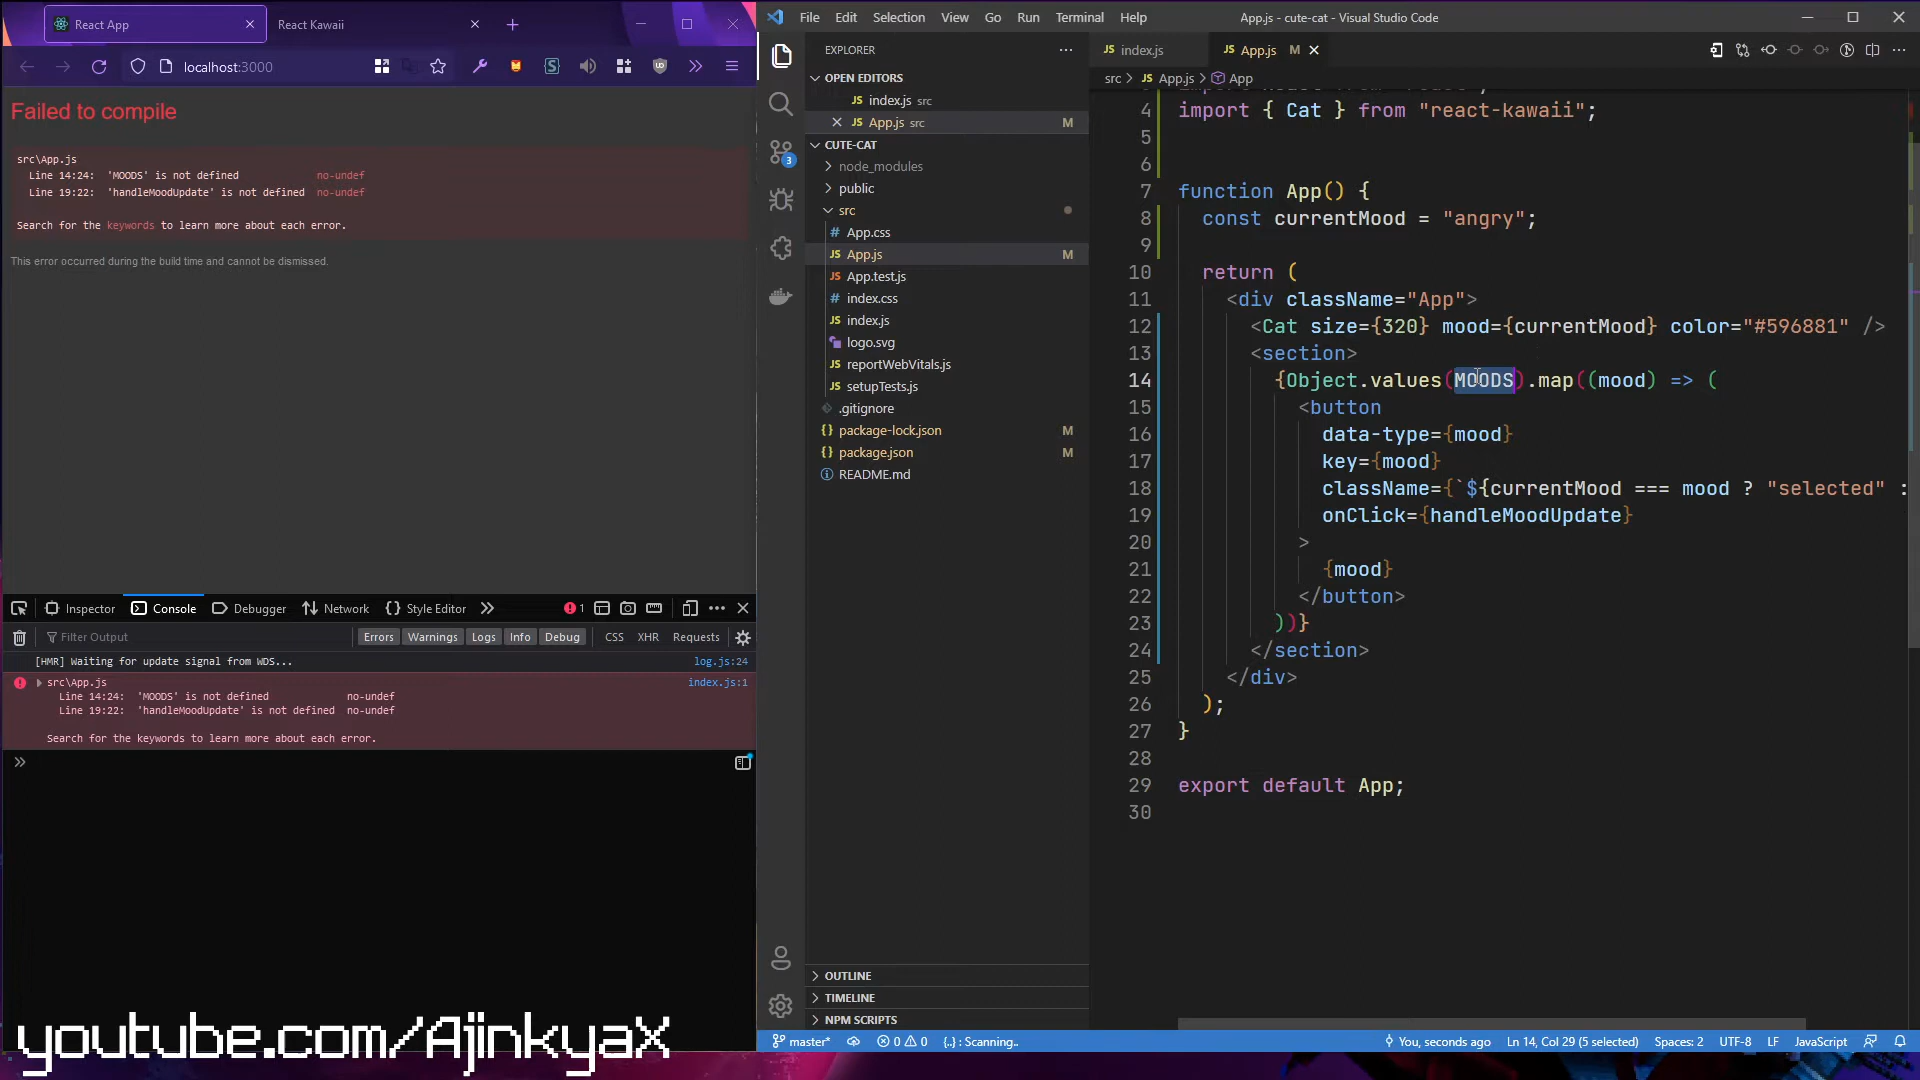 React App
React Kawaii
localhost:3000
Failed to compile
src\App.js
Line 14:24: 'MOODS' is not defined no-undef
Line 19:22: 'handleMoodUpdate' is not defined no-undef
Search for the keywords to learn more about each error.
This error occurred during the build time and cannot be dismissed.
Inspector Console Debugger Network Style Editor 1
Filter Output Errors Warnings Logs Info Debug CSS XHR Requests
[HMR] Waiting for update signal from WDS... log.js:24
src\App.js index.js:1
Line 14:24: 'MOODS' is not defined no-undef
Line 19:22: 'handleMoodUpdate' is not defined no-undef
Search for the keywords to learn more about each error.
youtube.com/Ajinkyax
File Edit Selection View Go Run Terminal Help
App.js - cute-cat - Visual Studio Code
EXPLORER
OPEN EDITORS
JS index.js src
JS App.js src M
CUTE-CAT
node_modules
public
src
# App.css
JS App.js M
JS App.test.js
# index.css
JS index.js
logo.svg
JS reportWebVitals.js
JS setupTests.js
.gitignore
{} package-lock.json M
{} package.json M
README.md
OUTLINE
TIMELINE
NPM SCRIPTS
3
JS index.js
JS App.js M
src > JS App.js > App
4 import { Cat } from "react-kawaii";
5
6
7 function App() {
8 const currentMood = "angry";
9
10 return (
11 <div className="App">
12 <Cat size={320} mood={currentMood} color="#596881" />
13 <section>
14 {Object.values(MOODS).map((mood) => (
15 <button
16 data-type={mood}
17 key={mood}
18 className={`${currentMood === mood ? "selected" :
19 onClick={handleMoodUpdate}
20 >
21 {mood}
22 </button>
23 ))}
24 </section>
25 </div>
26 );
27 }
28
29 export default App;
30
master* 0 0 {..} : Scanning..
You, seconds ago Ln 14, Col 29 (5 selected) Spaces: 2 UTF-8 LF JavaScript